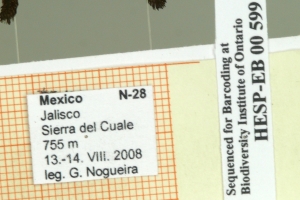 Mexico N-28
Jalisco
Sierra del Cuale
755 m
13.-14. VIII. 2008
leg. G. Nogueira
Sequenced for Barcoding at
Biodiversity Institute of Ontario
HESP-EB 00 599